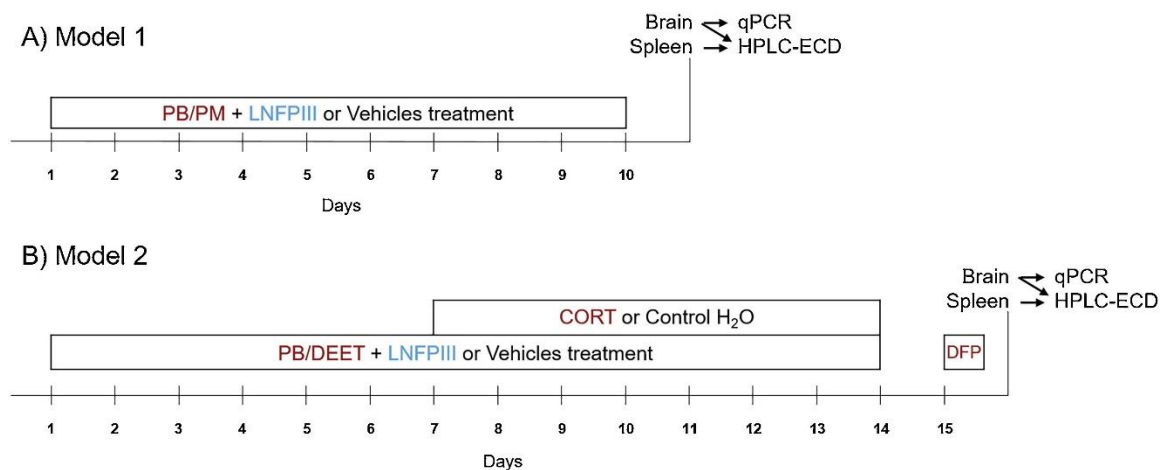 A) Model 1
Brain → qPCR
Spleen → HPLC-ECD
PB/PM + LNFPIII or Vehicles treatment
1 2 3 4 5 6 7 8 9 10
Days
B) Model 2
Brain → qPCR
Spleen → HPLC-ECD
CORT or Control H₂O
PB/DEET + LNFPIII or Vehicles treatment
DFP
1 2 3 4 5 6 7 8 9 10 11 12 13 14 15
Days